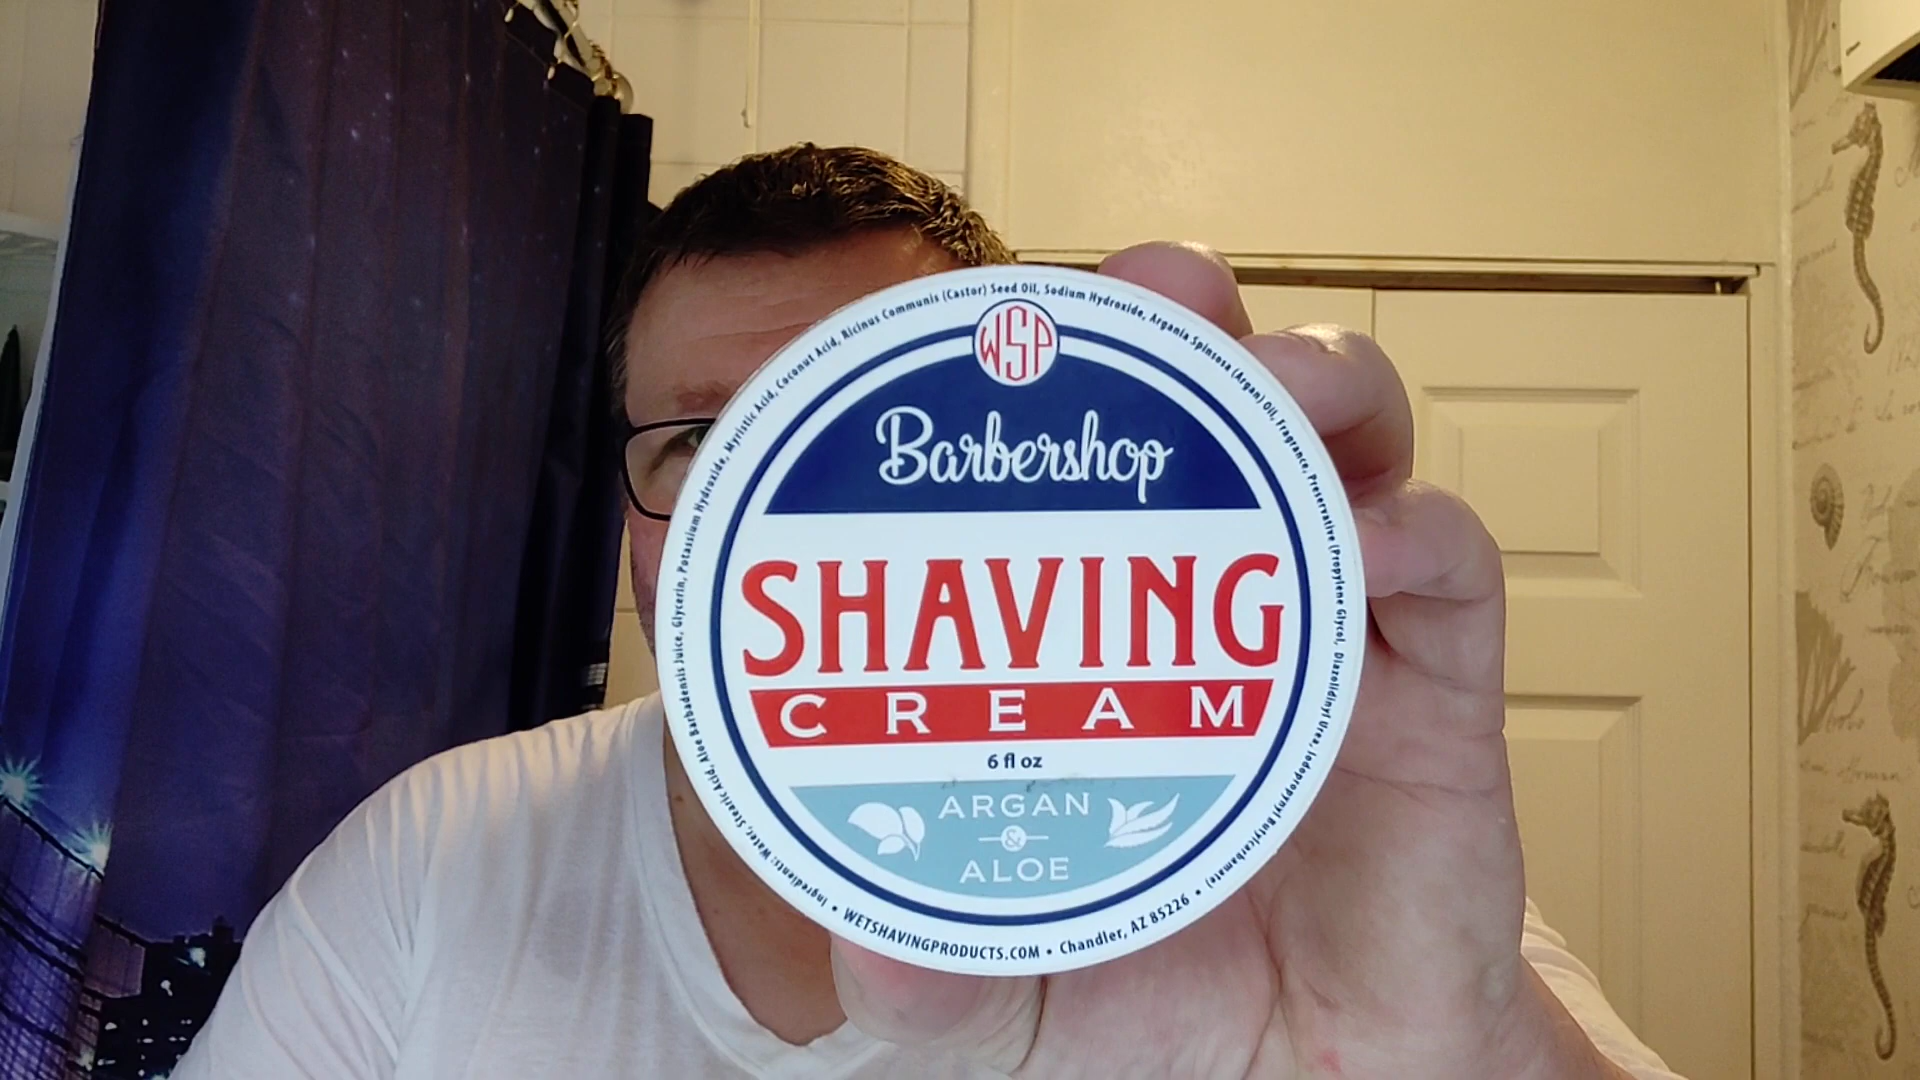 WSP
Barbershop
SHAVING
CREAM
6 fl oz
ARGAN
&
ALOE
Ingredients: Water, Stearic Acid, Aloe Barbadensis Juice, Glycerin, Potassium Hydroxide, Myristic Acid, Coconut Acid, Ricinus Communis (Castor) Seed Oil, Sodium Hydroxide, Argania Spinsosa (Argan) Oil, Fragrance, Preservative (Propylene Glycol, Diazolidinyl Urea, Iodopropynyl Butylcarbamate)
• WETSHAVINGPRODUCTS.COM • Chandler, AZ 85226 •